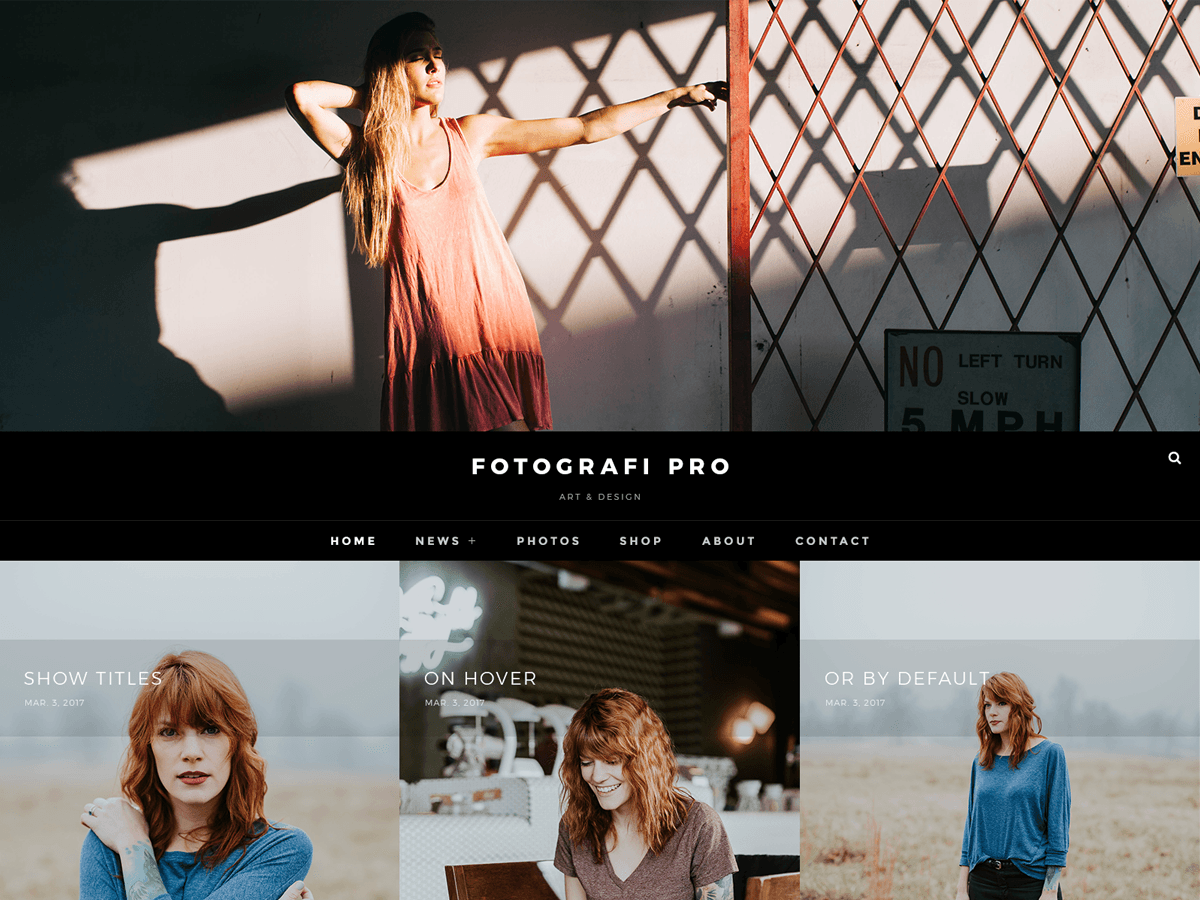 NO LEFT TURN
SLOW
5 MPH
FOTOGRAFI PRO
ART & DESIGN
HOME NEWS + PHOTOS SHOP ABOUT CONTACT
SHOW TITLES
MAR. 3, 2017
ON HOVER
MAR. 3, 2017
OR BY DEFAULT
MAR. 3, 2017